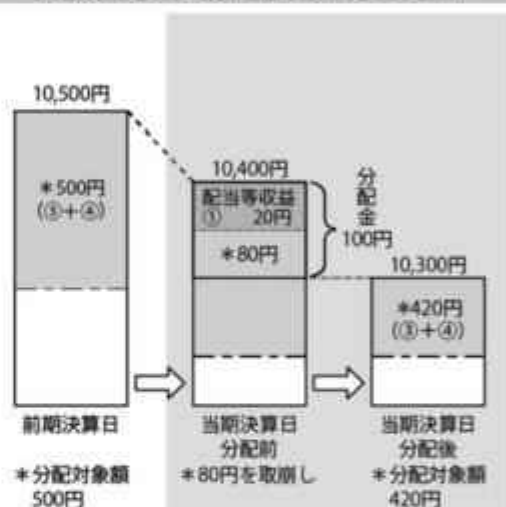 10,500円
*500円
(③+④)
10,400円
配当等収益
① 20円
*80円
分配金
100円
10,300円
*420円
(③+④)
前期決算日
*分配対象額
500円
当期決算日
分配前
*80円を取崩し
当期決算日
分配後
*分配対象額
420円